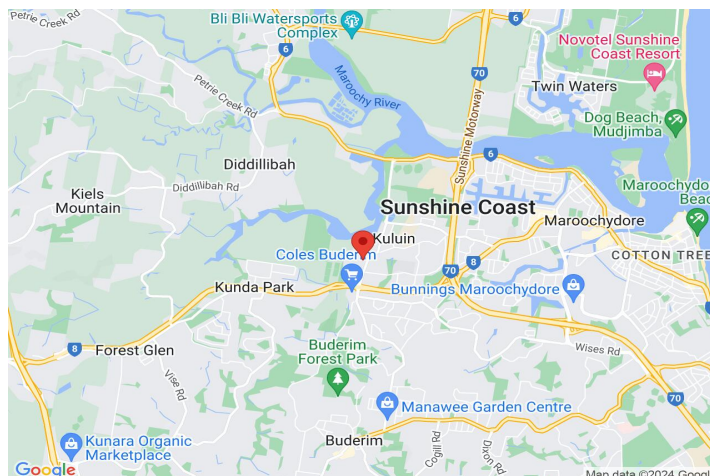 Petrie Creek Rd
Bli Bli Watersports
Complex
6
70
6
Novotel Sunshine
Coast Resort
Petrie Creek Rd
Maroochy River
Sunshine Motorway
Twin Waters
Dog Beach,
Mudjimba
Diddillibah
6
Diddillibah Rd
Kiels
Mountain
Maroochydo
Beac
Sunshine Coast
Maroochydore
Kuluin
Coles Buderim
COTTON TREE
70
8
Kunda Park
Bunnings Maroochydore
8
Forest Glen
Buderim
Forest Park
Wises Rd
Vise Rd
70
Manawee Garden Centre
Kunara Organic
Marketplace
Buderim
Cogill Rd
Dixon Rd
Google
Map data ©2024 Google